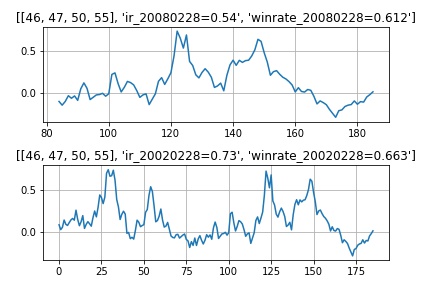 [[46, 47, 50, 55], 'ir_20080228=0.54', 'winrate_20080228=0.612']
0.5
0.0
80 100 120 140 160 180
[[46, 47, 50, 55], 'ir_20020228=0.73', 'winrate_20020228=0.663']
0.5
0.0
0 25 50 75 100 125 150 175